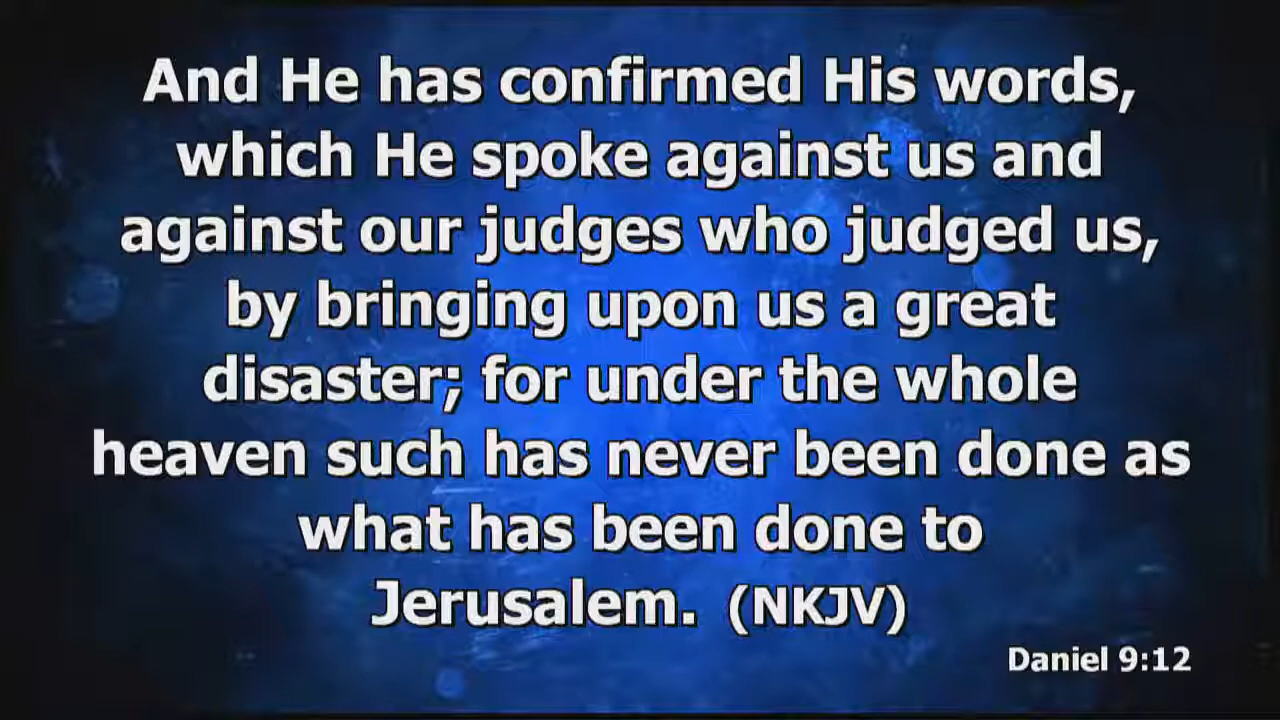 And He has confirmed His words,
which He spoke against us and
against our judges who judged us,
by bringing upon us a great
disaster; for under the whole
heaven such has never been done as
what has been done to
Jerusalem. (NKJV)
Daniel 9:12